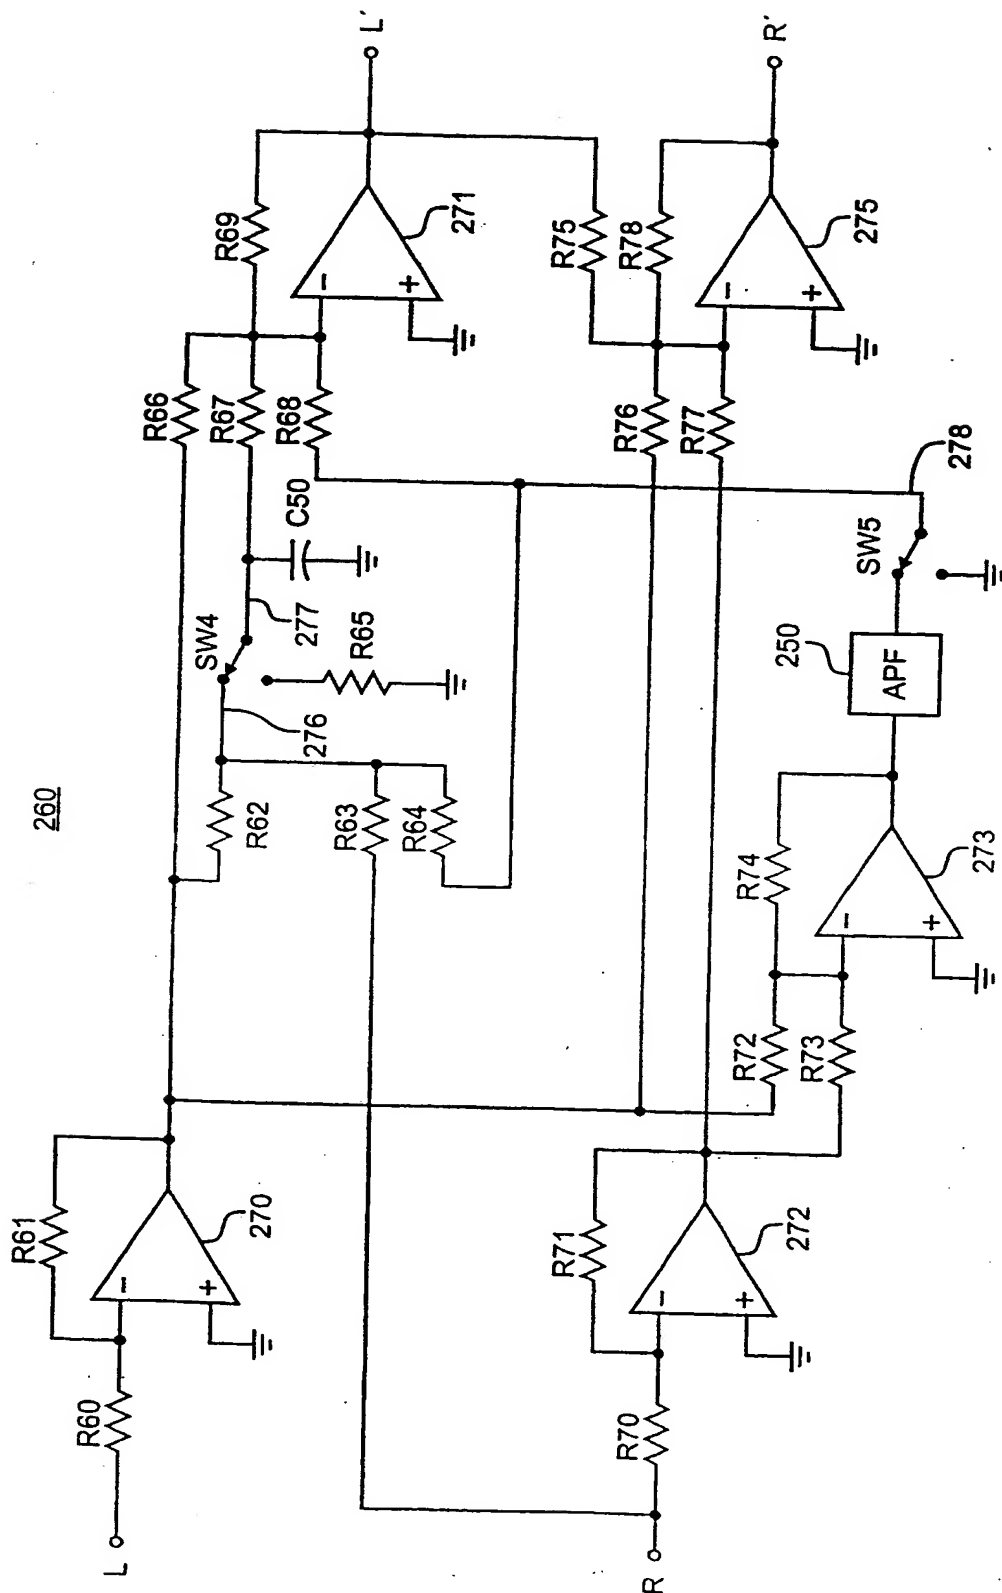 260
L
R60
R61
−
+
270
R66
R62
276
SW4
277
R65
C50
R67
R68
R69
−
+
271
L'
R63
R64
R
R70
R71
−
+
272
R72
R73
R74
−
+
273
250
APF
SW5
278
R76
R77
R75
R78
−
+
275
R'